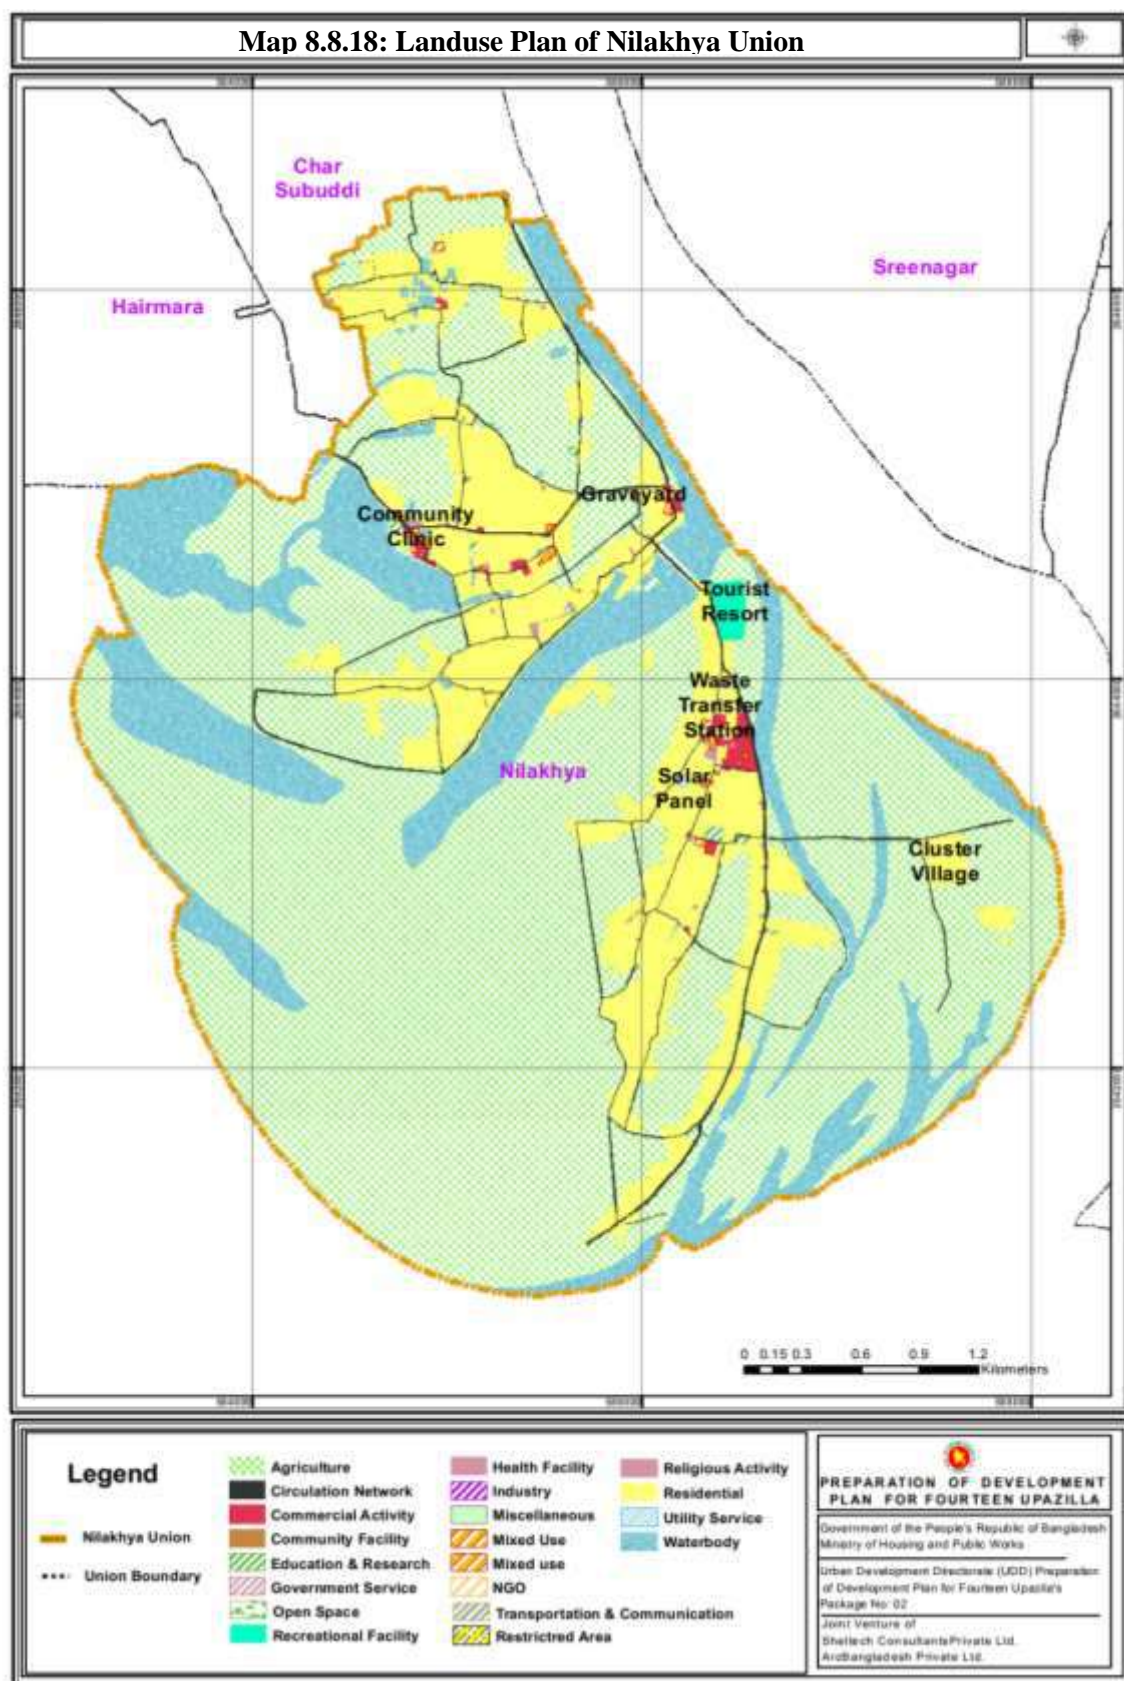 Map 8.8.18: Landuse Plan of Nilakhya Union
Char
Subuddi
Sreenagar
Hairmara
Graveyard
Community
Clinic
Tourist
Resort
Waste
Transfer
Station
Nilakhya
Solar
Panel
Cluster
Village
0 0.15 0.3 0.6 0.9 1.2
Kilometers
Legend
Nilakhya Union
Union Boundary
Agriculture
Circulation Network
Commercial Activity
Community Facility
Education & Research
Government Service
Open Space
Recreational Facility
Health Facility
Industry
Miscellaneous
Mixed Use
Mixed use
NGO
Transportation & Communication
Restrictred Area
Religious Activity
Residential
Utility Service
Waterbody
PREPARATION OF DEVELOPMENT
PLAN FOR FOURTEEN UPAZILLA
Government of the People's Republic of Bangladesh
Ministry of Housing and Public Works
Urban Development Directorate (UDD) Preparation
of Development Plan for Fourteen Upazila's
Package No: 02
Joint Venture of
Sheltech Consultants Private Ltd.
ArcBangladesh Private Ltd.